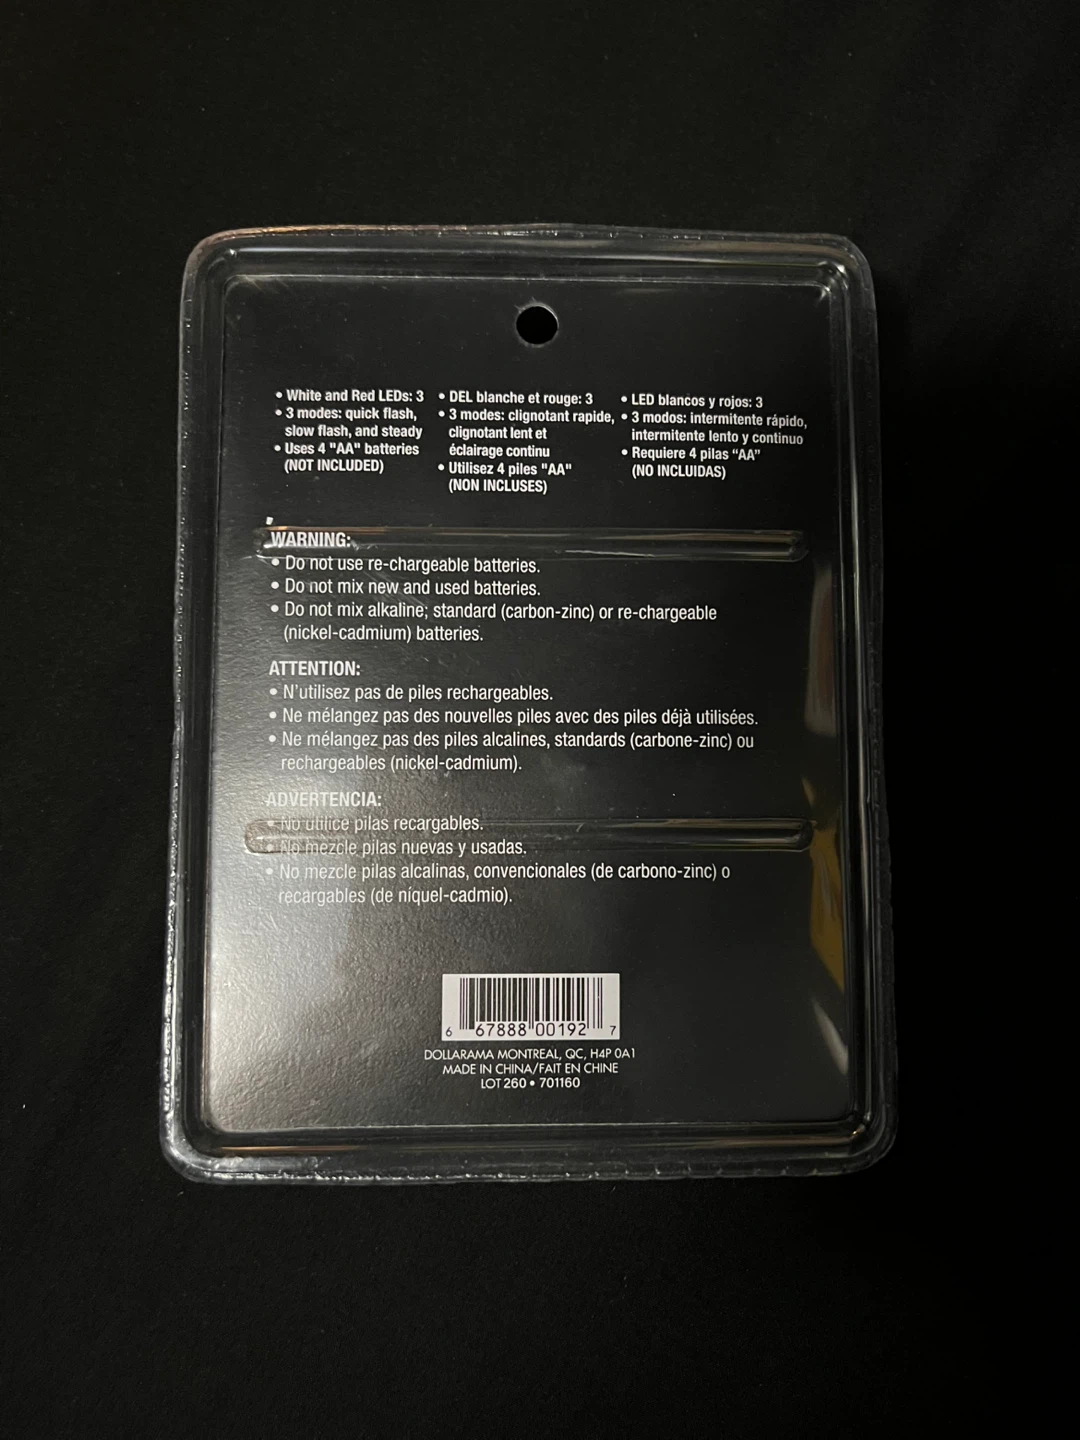 • White and Red LEDs: 3
• 3 modes: quick flash,
slow flash, and steady
• Uses 4 "AA" batteries
(NOT INCLUDED)
• DEL blanche et rouge: 3
• 3 modes: clignotant rapide,
clignotant lent et
éclairage continu
• Utilisez 4 piles "AA"
(NON INCLUSES)
• LED blancos y rojos: 3
• 3 modos: intermitente rápido,
intermitente lento y continuo
• Requiere 4 pilas “AA”
(NO INCLUIDAS)
WARNING:
• Do not use re-chargeable batteries.
• Do not mix new and used batteries.
• Do not mix alkaline; standard (carbon-zinc) or re-chargeable
(nickel-cadmium) batteries.
ATTENTION:
• N’utilisez pas de piles rechargeables.
• Ne mélangez pas des nouvelles piles avec des piles déjà utilisées.
• Ne mélangez pas des piles alcalines, standards (carbone-zinc) ou
rechargeables (nickel-cadmium).
ADVERTENCIA:
• No utilice pilas recargables.
• No mezcle pilas nuevas y usadas.
• No mezcle pilas alcalinas, convencionales (de carbono-zinc) o
recargables (de níquel-cadmio).
6 67888 00192 7
DOLLARAMA MONTREAL, QC, H4P 0A1
MADE IN CHINA/FAIT EN CHINE
LOT 260 • 701160